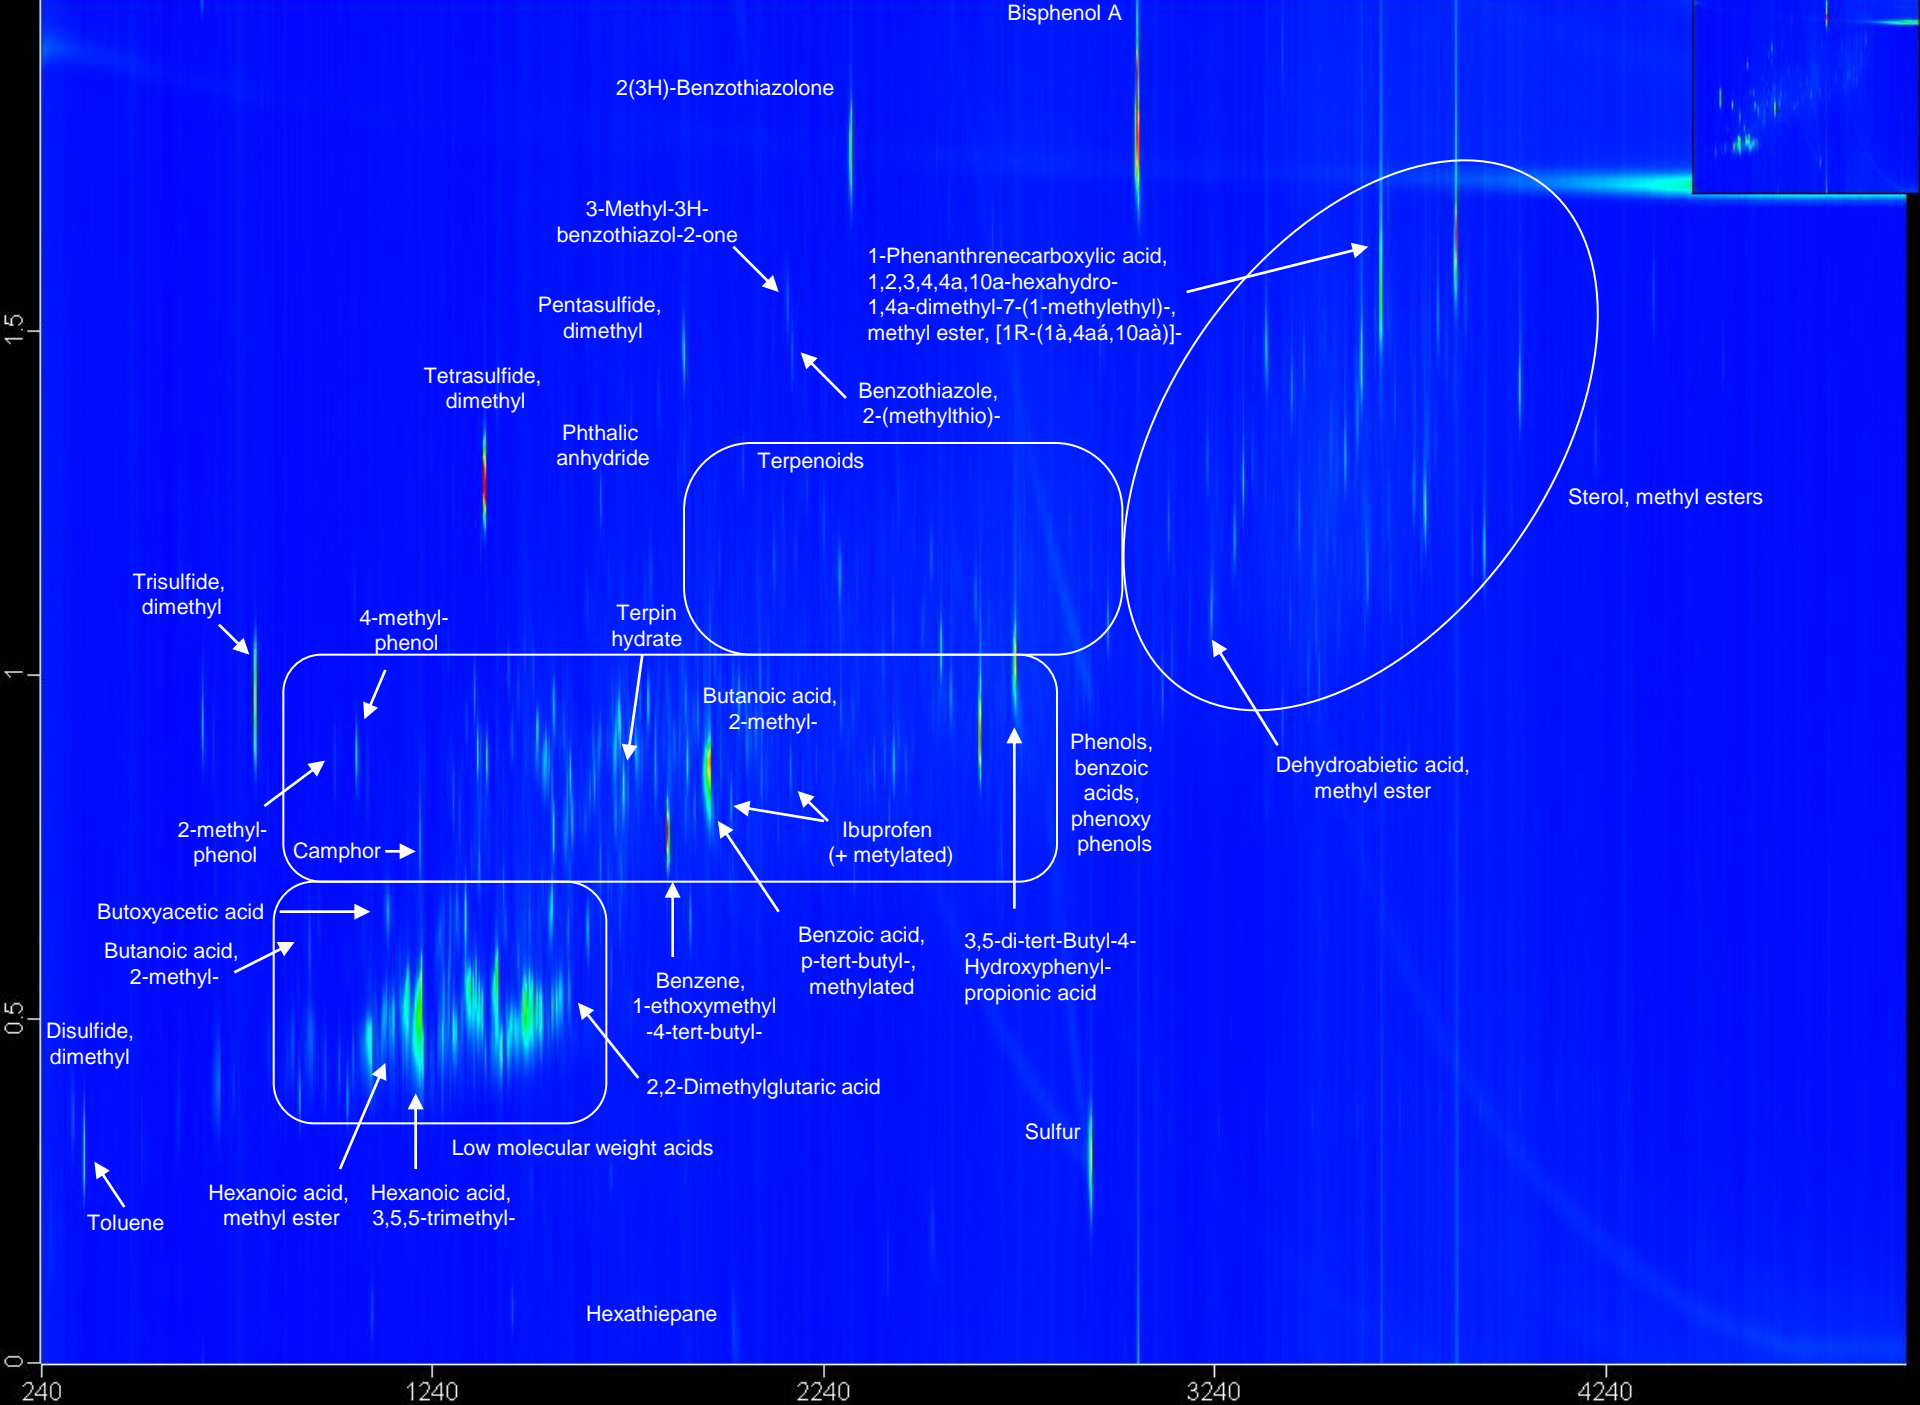 Bisphenol A
2(3H)-Benzothiazolone
3-Methyl-3H-
benzothiazol-2-one
1-Phenanthrenecarboxylic acid,
1,2,3,4,4a,10a-hexahydro-
1,4a-dimethyl-7-(1-methylethyl)-,
methyl ester, [1R-(1à,4aá,10aà)]-
Pentasulfide,
dimethyl
1.5
Tetrasulfide,
dimethyl
Benzothiazole,
2-(methylthio)-
Phthalic
anhydride
Terpenoids
Sterol, methyl esters
Trisulfide,
dimethyl
4-methyl-
phenol
Terpin
hydrate
1
Butanoic acid,
2-methyl-
Phenols,
benzoic
acids,
phenoxy
phenols
Dehydroabietic acid,
methyl ester
2-methyl-
phenol
Camphor
Ibuprofen
(+ metylated)
Butoxyacetic acid
Butanoic acid,
2-methyl-
Benzoic acid,
p-tert-butyl-,
methylated
3,5-di-tert-Butyl-4-
Hydroxyphenyl-
propionic acid
Benzene,
1-ethoxymethyl
-4-tert-butyl-
0.5
Disulfide,
dimethyl
2,2-Dimethylglutaric acid
Sulfur
Low molecular weight acids
Hexanoic acid,
methyl ester
Hexanoic acid,
3,5,5-trimethyl-
Toluene
Hexathiepane
0
240 1240 2240 3240 4240